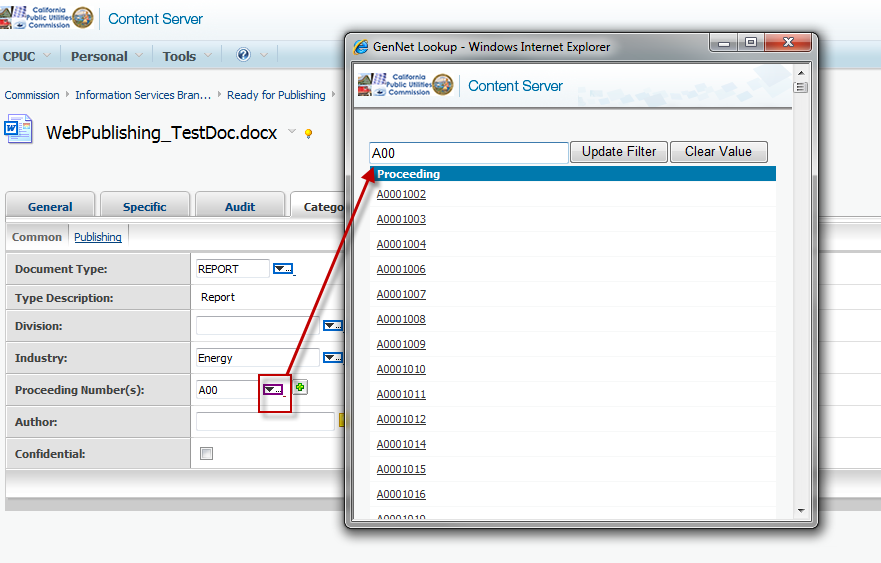 California
Public Utilities
Commission
Content Server
CPUC
Personal
Tools
Commission › Information Services Bran... › Ready for Publishing ›
WebPublishing_TestDoc.docx
General
Specific
Audit
Catego
Common
Publishing
Document Type:
REPORT
Type Description:
Report
Division:
Industry:
Energy
Proceeding Number(s):
A00
Author:
Confidential:
GenNet Lookup - Windows Internet Explorer
California
Public Utilities
Commission
Content Server
A00
Update Filter
Clear Value
Proceeding
A0001002
A0001003
A0001004
A0001006
A0001007
A0001008
A0001009
A0001010
A0001011
A0001012
A0001014
A0001015
A0001016